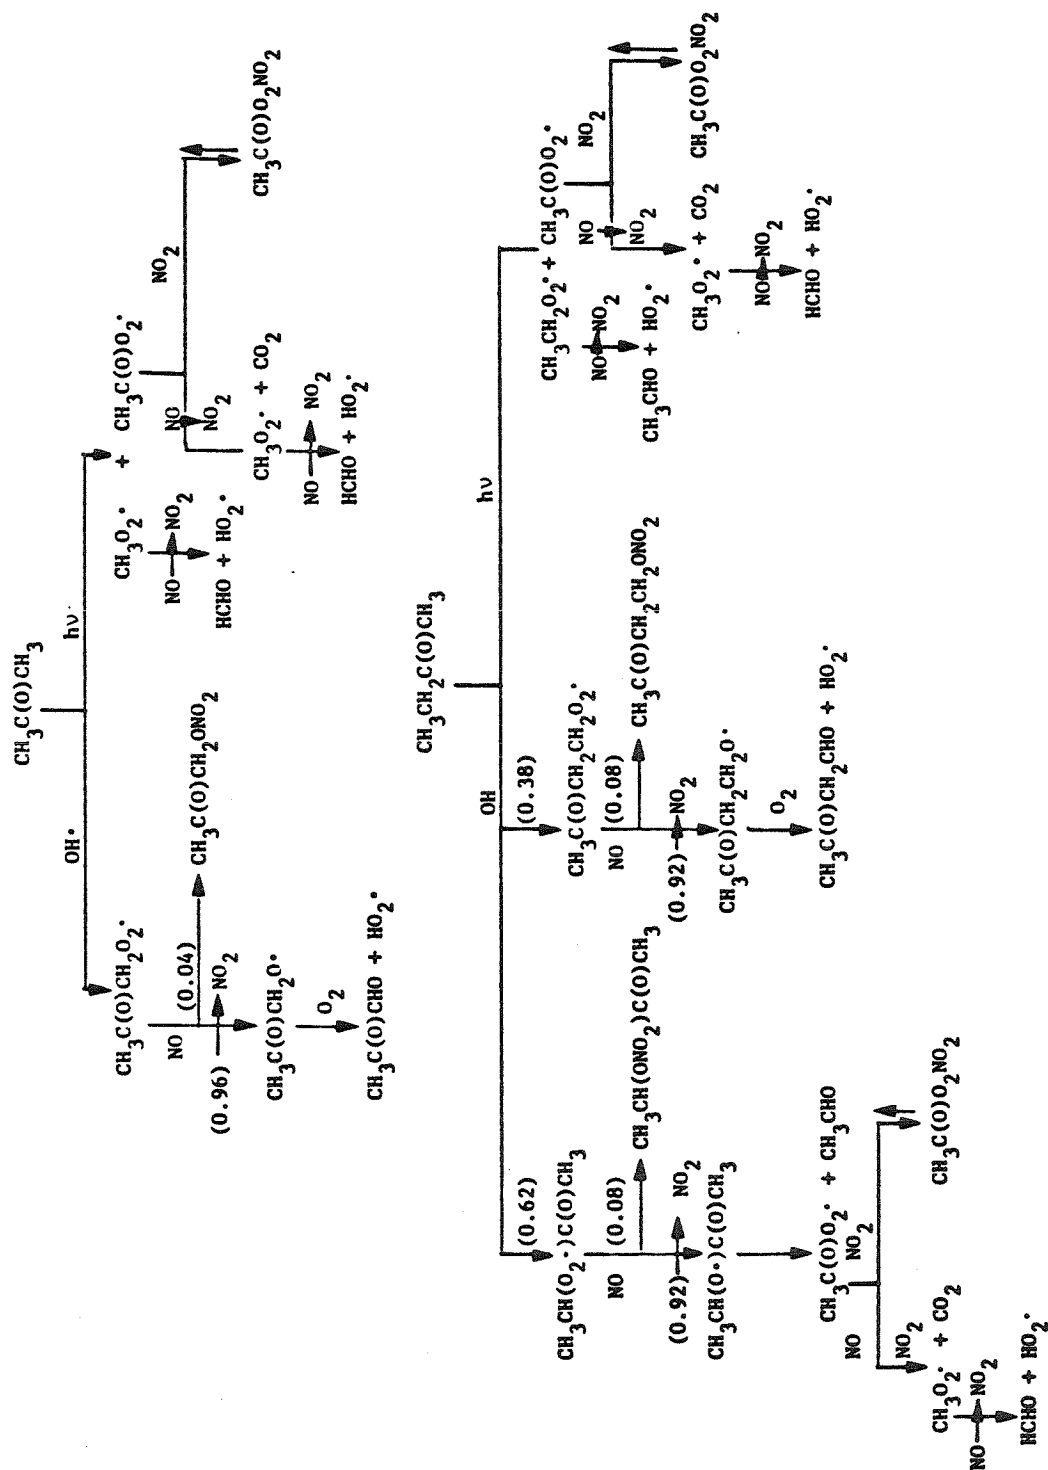 CH3C(O)CH3
OH•
hν
CH3C(O)CH2O2•
NO
(0.04)
CH3C(O)CH2ONO2
(0.96)
NO2
CH3C(O)CH2O•
O2
CH3C(O)CHO + HO2•
CH3O2•
+
CH3C(O)O2•
NO
NO2
HCHO + HO2•
NO
NO2
NO2
CH3O2• + CO2
CH3C(O)O2NO2
NO
NO2
HCHO + HO2•
CH3CH2C(O)CH3
OH
hν
(0.62)
CH3CH(O2•)C(O)CH3
NO
(0.08)
CH3CH(ONO2)C(O)CH3
(0.92)
NO2
CH3CH(O•)C(O)CH3
CH3C(O)O2• + CH3CHO
NO
NO2
NO2
CH3O2• + CO2
CH3C(O)O2NO2
NO
NO2
HCHO + HO2•
(0.38)
CH3C(O)CH2CH2O2•
NO
(0.08)
CH3C(O)CH2CH2ONO2
(0.92)
NO2
CH3C(O)CH2CH2O•
O2
CH3C(O)CH2CHO + HO2•
CH3CH2O2• + CH3C(O)O2•
NO
NO2
CH3CHO + HO2•
NO
NO2
NO2
CH3O2• + CO2
CH3C(O)O2NO2
NO
NO2
HCHO + HO2•